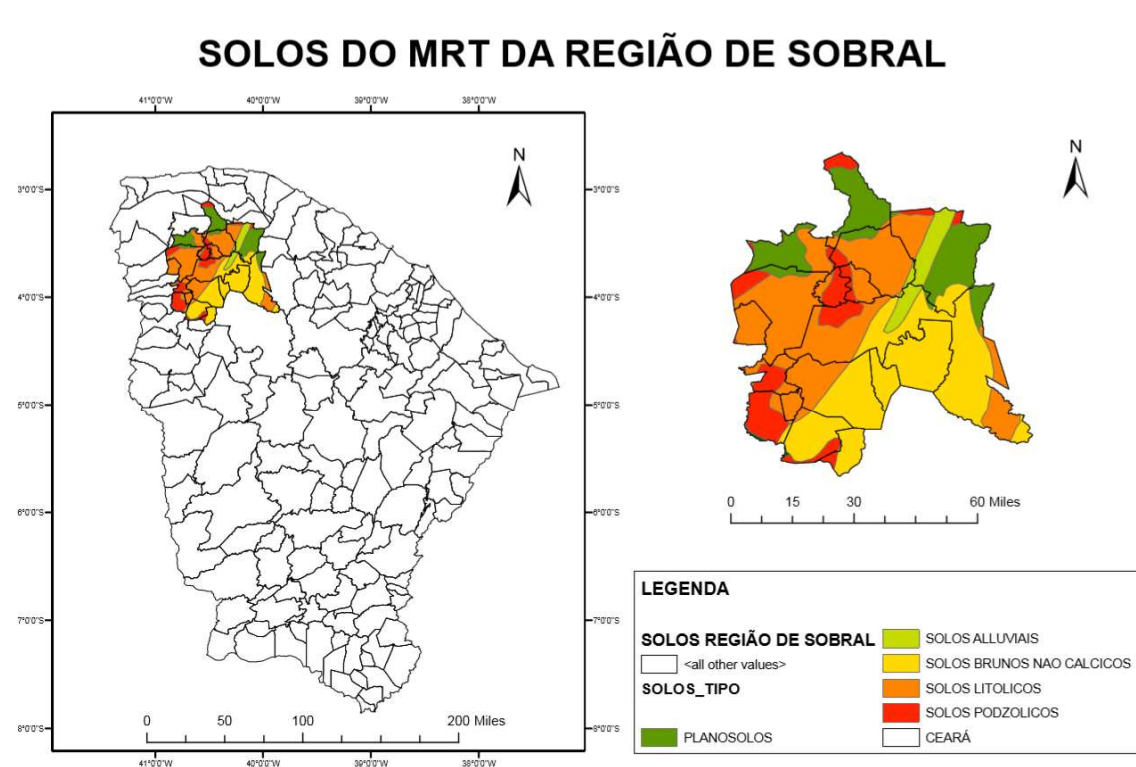 SOLOS DO MRT DA REGIÃO DE SOBRAL
41°0'0"W 40°0'0"W 39°0'0"W 38°0'0"W
N
N
3°0'0"S 3°0'0"S
4°0'0"S 4°0'0"S
5°0'0"S 5°0'0"S
6°0'0"S 6°0'0"S
7°0'0"S 7°0'0"S
8°0'0"S 8°0'0"S
0 50 100 200 Miles
41°0'0"W 40°0'0"W 39°0'0"W 38°0'0"W
0 15 30 60 Miles
LEGENDA
SOLOS REGIÃO DE SOBRAL
<all other values>
SOLOS_TIPO
PLANOSOLOS
SOLOS ALLUVIAIS
SOLOS BRUNOS NAO CALCICOS
SOLOS LITOLICOS
SOLOS PODZOLICOS
CEARÁ